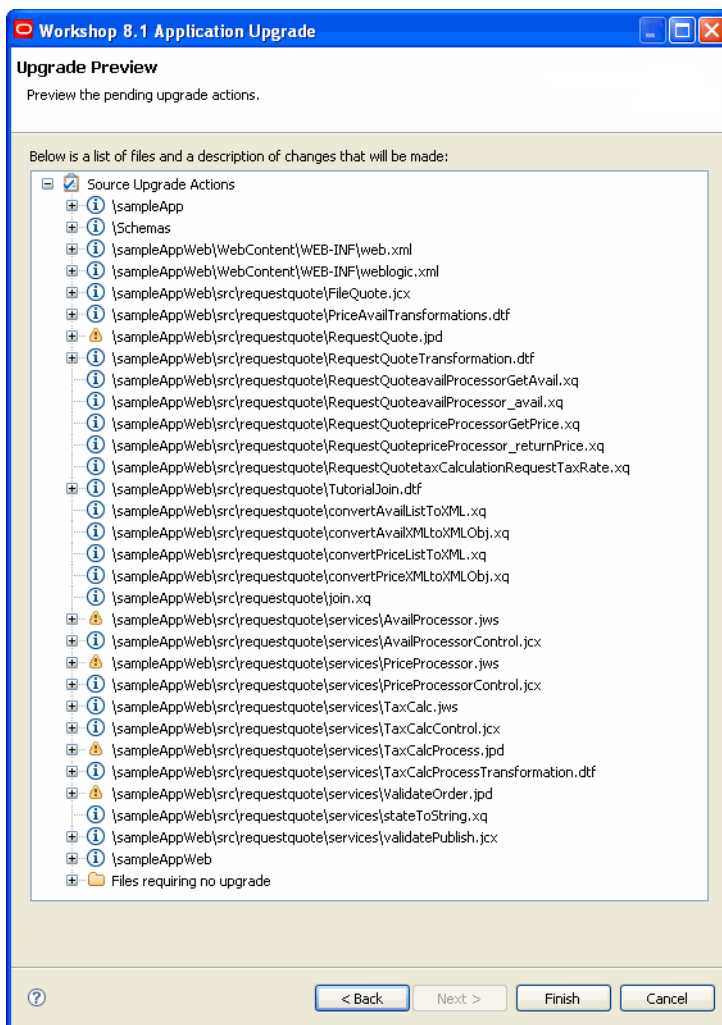 Workshop 8.1 Application Upgrade
Upgrade Preview
Preview the pending upgrade actions.
Below is a list of files and a description of changes that will be made:
Source Upgrade Actions
\sampleApp
\Schemas
\sampleAppWeb\WebContent\WEB-INF\web.xml
\sampleAppWeb\WebContent\WEB-INF\weblogic.xml
\sampleAppWeb\src\requestquote\FileQuote.jcx
\sampleAppWeb\src\requestquote\PriceAvailTransformations.dtf
\sampleAppWeb\src\requestquote\RequestQuote.jpd
\sampleAppWeb\src\requestquote\RequestQuoteTransformation.dtf
\sampleAppWeb\src\requestquote\RequestQuoteavailProcessorGetAvail.xq
\sampleAppWeb\src\requestquote\RequestQuoteavailProcessor_avail.xq
\sampleAppWeb\src\requestquote\RequestQuotepriceProcessorGetPrice.xq
\sampleAppWeb\src\requestquote\RequestQuotepriceProcessor_returnPrice.xq
\sampleAppWeb\src\requestquote\RequestQuotetaxCalculationRequestTaxRate.xq
\sampleAppWeb\src\requestquote\TutorialJoin.dtf
\sampleAppWeb\src\requestquote\convertAvailListToXML.xq
\sampleAppWeb\src\requestquote\convertAvailXMLtoXMLObj.xq
\sampleAppWeb\src\requestquote\convertPriceListToXML.xq
\sampleAppWeb\src\requestquote\convertPriceXMLtoXMLObj.xq
\sampleAppWeb\src\requestquote\join.xq
\sampleAppWeb\src\requestquote\services\AvailProcessor.jws
\sampleAppWeb\src\requestquote\services\AvailProcessorControl.jcx
\sampleAppWeb\src\requestquote\services\PriceProcessor.jws
\sampleAppWeb\src\requestquote\services\PriceProcessorControl.jcx
\sampleAppWeb\src\requestquote\services\TaxCalc.jws
\sampleAppWeb\src\requestquote\services\TaxCalcControl.jcx
\sampleAppWeb\src\requestquote\services\TaxCalcProcess.jpd
\sampleAppWeb\src\requestquote\services\TaxCalcProcessTransformation.dtf
\sampleAppWeb\src\requestquote\services\ValidateOrder.jpd
\sampleAppWeb\src\requestquote\services\stateToString.xq
\sampleAppWeb\src\requestquote\services\validatePublish.jcx
\sampleAppWeb
Files requiring no upgrade
? < Back Next > Finish Cancel